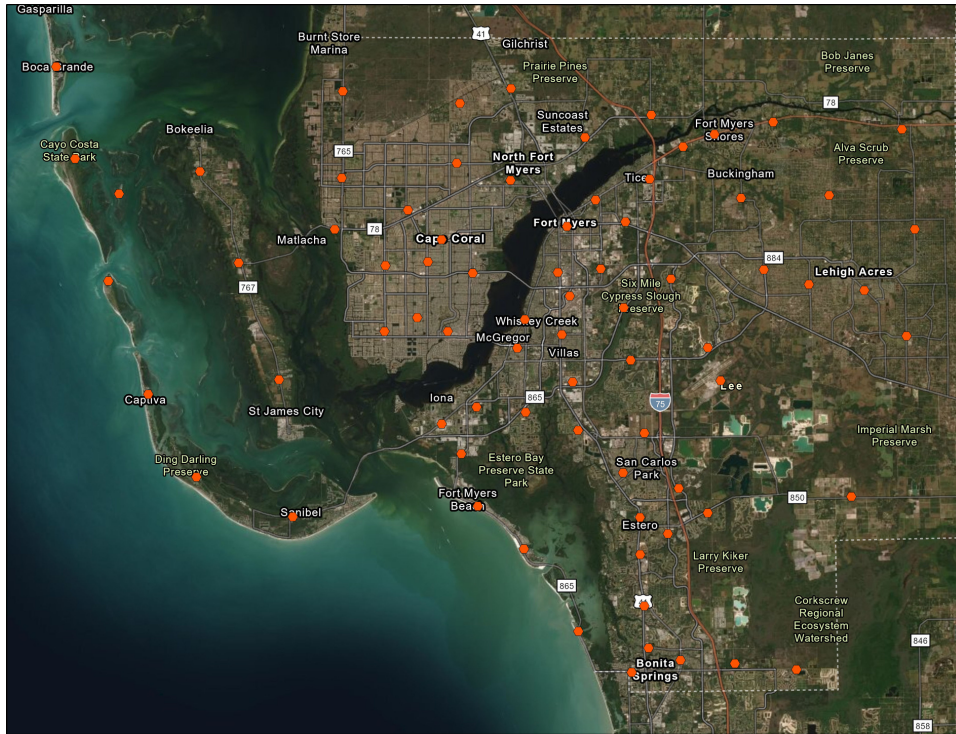 Gasparilla
Burnt Store
Marina
41
Gilchrist
Boca Grande
Prairie Pines
Preserve
Bob Janes
Preserve
78
Suncoast
Estates
Fort Myers
Shores
Bokeelia
Cayo Costa
State Park
765
North Fort
Myers
Alva Scrub
Preserve
Tice
Buckingham
Matlacha
78
Cape Coral
Fort Myers
884
Lehigh Acres
767
Six Mile
Cypress Slough
Preserve
Whiskey Creek
McGregor
Villas
Captiva
St James City
Iona
865
75
Lee
Imperial Marsh
Preserve
Ding Darling
Preserve
Estero Bay
Preserve State
Park
San Carlos
Park
Sanibel
Fort Myers
Beach
850
Estero
Larry Kiker
Preserve
865
Corkscrew
Regional
Ecosystem
Watershed
846
Bonita
Springs
858